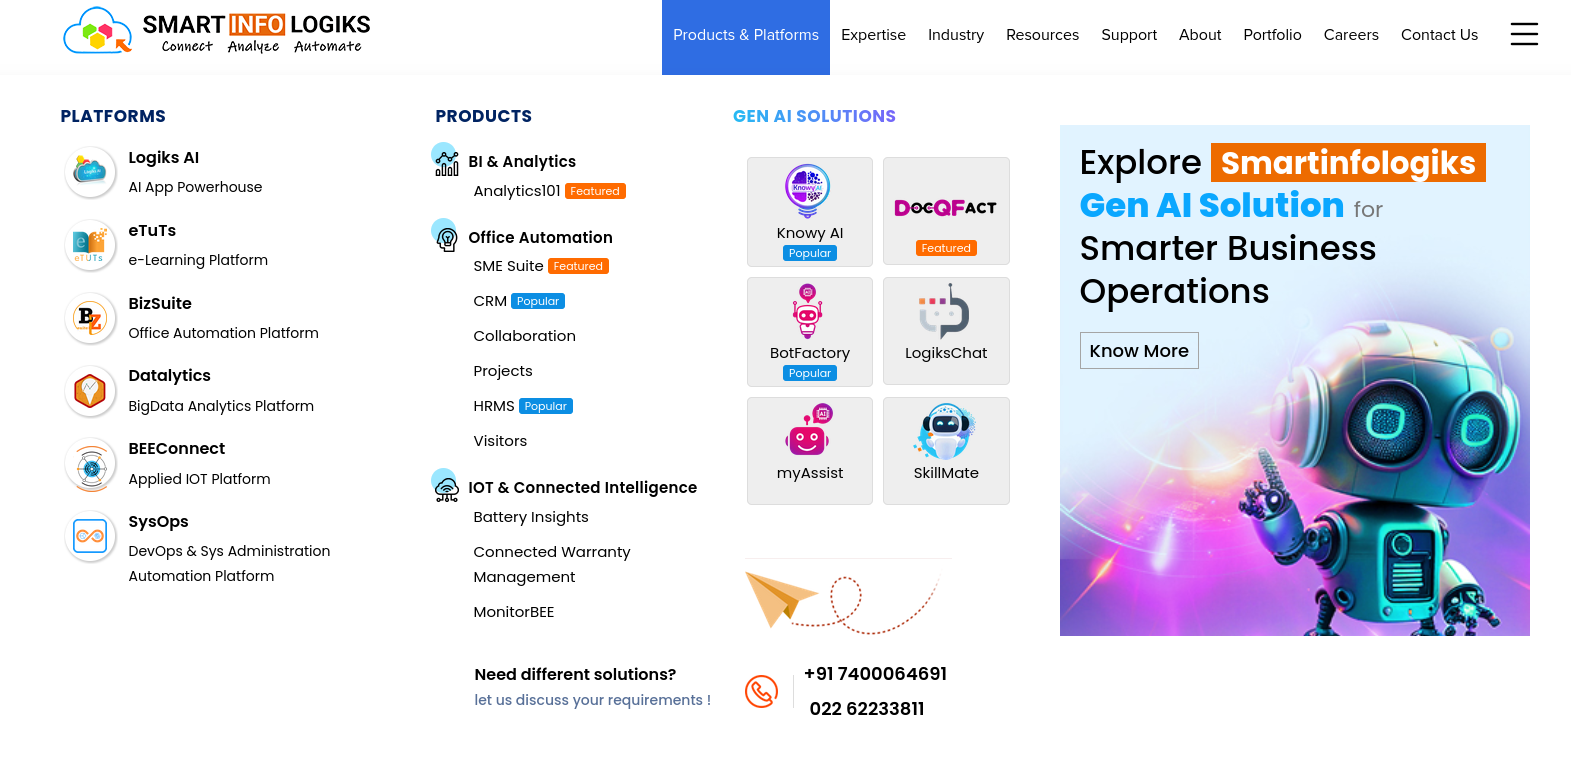 SMART INFO LOGIKS
Connect Analyze Automate
Products & Platforms
Expertise
Industry
Resources
Support
About
Portfolio
Careers
Contact Us
PLATFORMS
Logiks AI
AI App Powerhouse
eTuTs
e-Learning Platform
BizSuite
Office Automation Platform
Datalytics
BigData Analytics Platform
BEEConnect
Applied IOT Platform
SysOps
DevOps & Sys Administration
Automation Platform
PRODUCTS
BI & Analytics
Analytics101 Featured
Office Automation
SME Suite Featured
CRM Popular
Collaboration
Projects
HRMS Popular
Visitors
IOT & Connected Intelligence
Battery Insights
Connected Warranty
Management
MonitorBEE
Need different solutions?
let us discuss your requirements !
GEN AI SOLUTIONS
Knowy.AI
Knowy AI
Popular
DocQFact
Featured
AI
BotFactory
Popular
LogiksChat
AI
myAssist
SkillMate
+91 7400064691
022 62233811
Explore Smartinfologiks
Gen AI Solution for
Smarter Business
Operations
Know More